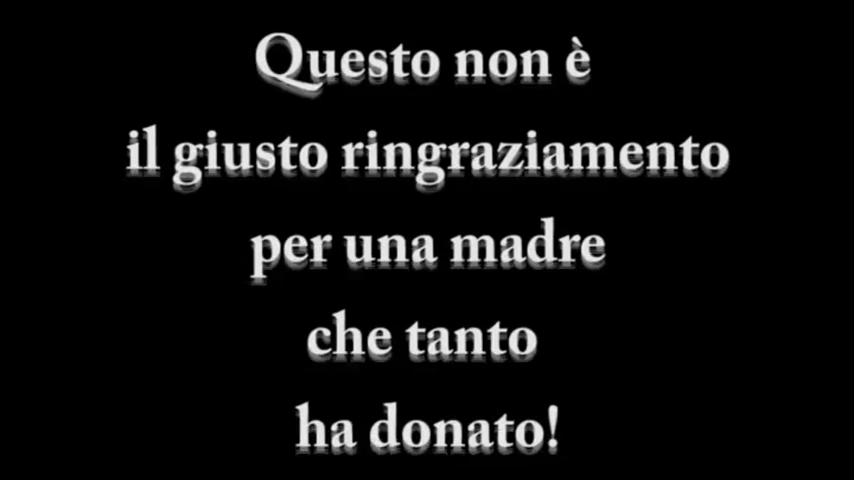 Questo non è
il giusto ringraziamento
per una madre
che tanto
ha donato!